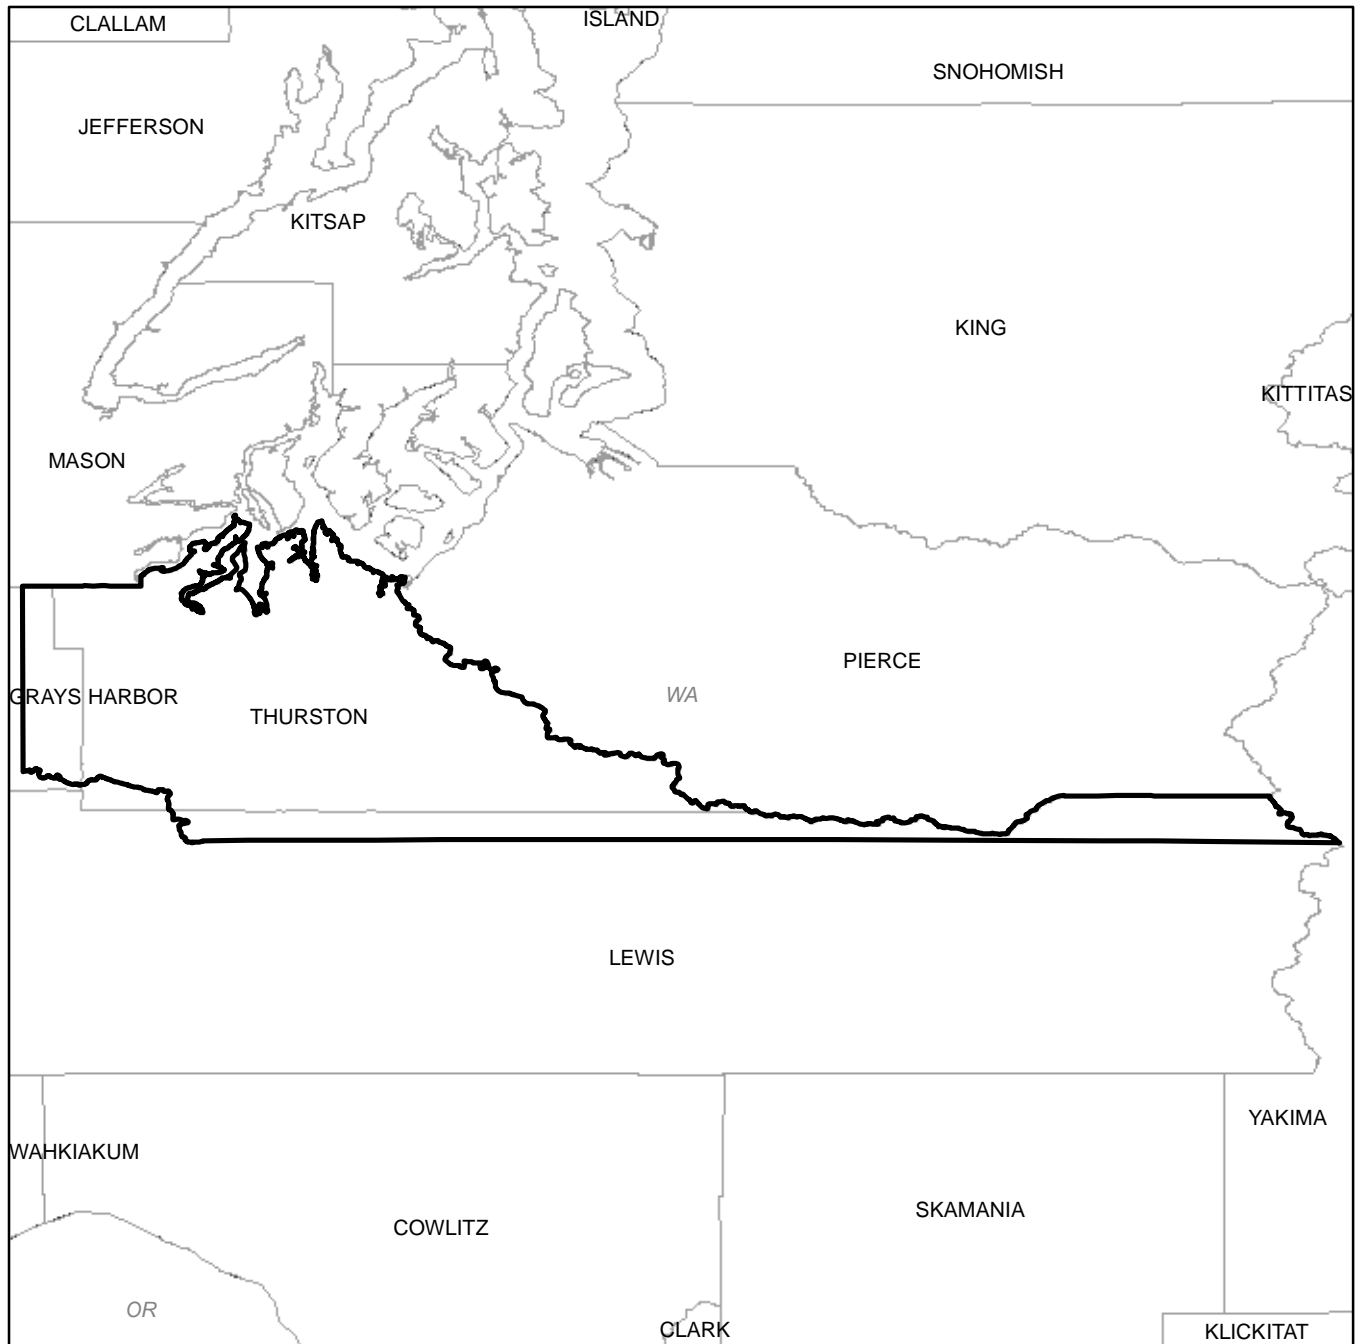 CLALLAM
ISLAND
SNOHOMISH
JEFFERSON
KITSAP
KING
KITTITAS
MASON
PIERCE
GRAYS HARBOR
WA
THURSTON
LEWIS
YAKIMA
WAHKIAKUM
SKAMANIA
COWLITZ
OR
CLARK
KLICKITAT